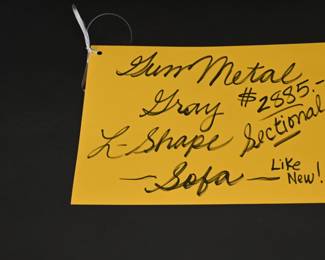 Gun Metal
Gray #2885.-
L-Shape Sectional
- Sofa - Like
New!